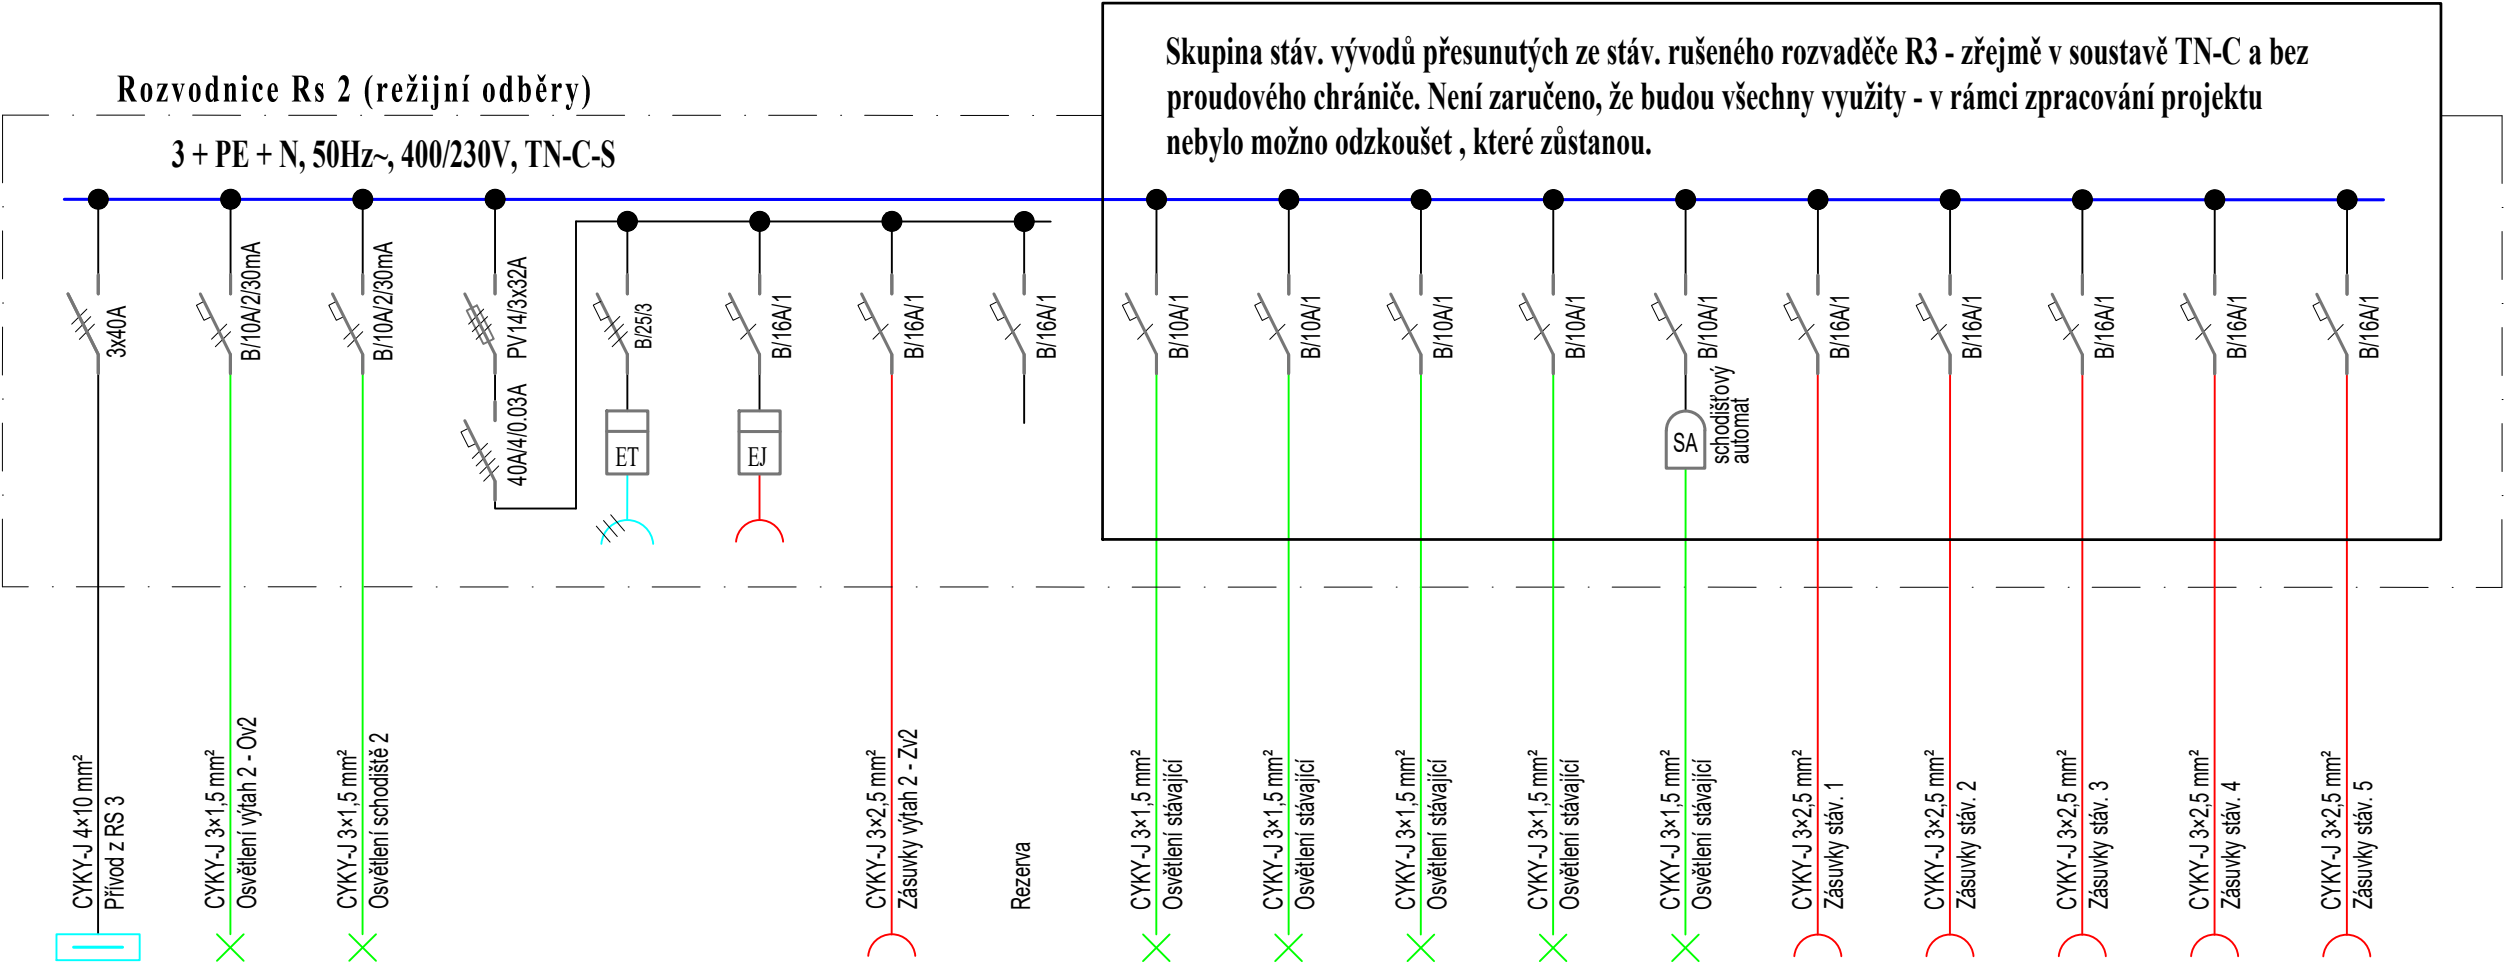 Skupina stáv. vývodů přesunutých ze stáv. rušeného rozvaděče R3 - zřejmě v soustavě TN-C a bez
proudového chrániče. Není zaručeno, že budou všechny využity - v rámci zpracování projektu
nebylo možno odzkoušet , které zůstanou.
Rozvodnice Rs 2 (režijní odběry)
3 + PE + N, 50Hz~, 400/230V, TN-C-S
3x40A
B/10A/2/30mA
B/10A/2/30mA
PV14/3x32A
40A/4/0.03A
B/25/3
B/16A/1
B/16A/1
B/16A/1
B/10A/1
B/10A/1
B/10A/1
B/10A/1
B/10A/1
B/16A/1
B/16A/1
B/16A/1
B/16A/1
B/16A/1
ET
EJ
SA
schodišťový
automat
CYKY-J 4×10 mm²
Přívod z RS 3
CYKY-J 3×1,5 mm²
Osvětlení výtah 2 - Ov2
CYKY-J 3×1,5 mm²
Osvětlení schodiště 2
CYKY-J 3×2,5 mm²
Zásuvky výtah 2 - Zv2
Rezerva
CYKY-J 3×1,5 mm²
Osvětlení stávající
CYKY-J 3×1,5 mm²
Osvětlení stávající
CYKY-J 3×1,5 mm²
Osvětlení stávající
CYKY-J 3×1,5 mm²
Osvětlení stávající
CYKY-J 3×1,5 mm²
Osvětlení stávající
CYKY-J 3×2,5 mm²
Zásuvky stáv. 1
CYKY-J 3×2,5 mm²
Zásuvky stáv. 2
CYKY-J 3×2,5 mm²
Zásuvky stáv. 3
CYKY-J 3×2,5 mm²
Zásuvky stáv. 4
CYKY-J 3×2,5 mm²
Zásuvky stáv. 5